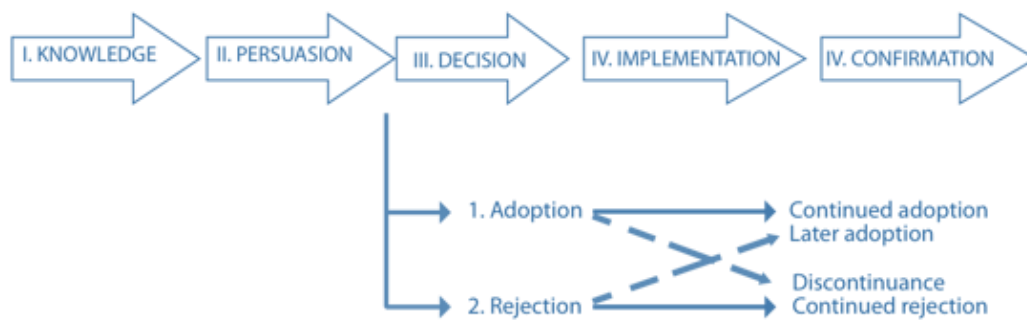 I. KNOWLEDGE
II. PERSUASION
III. DECISION
IV. IMPLEMENTATION
IV. CONFIRMATION
1. Adoption
Continued adoption
Later adoption
Discontinuance
2. Rejection
Continued rejection